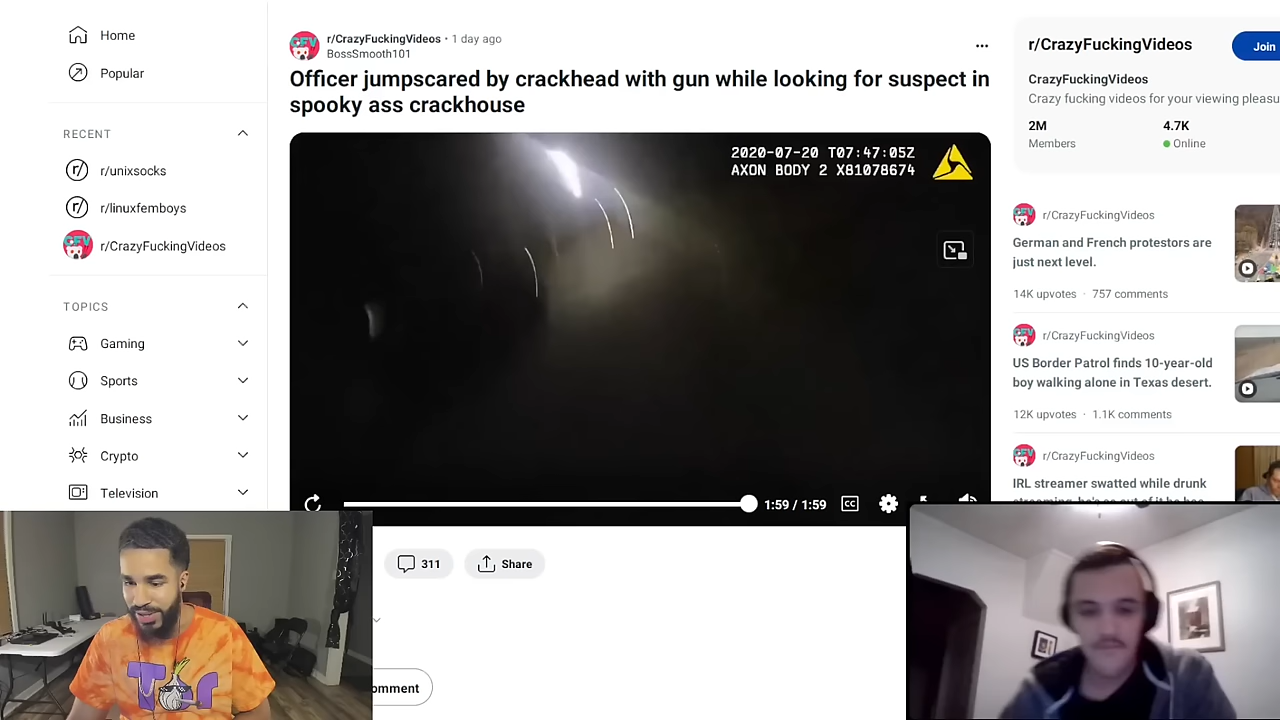 Home
Popular
RECENT
r/unixsocks
r/linuxfemboys
r/CrazyFuckingVideos
TOPICS
Gaming
Sports
Business
Crypto
Television
r/CrazyFuckingVideos • 1 day ago
BossSmooth101
Officer jumpscared by crackhead with gun while looking for suspect in
spooky ass crackhouse
2020-07-20 T07:47:05Z
AXON BODY 2 X81078674
1:59 / 1:59
CC
311
Share
omment
r/CrazyFuckingVideos
Join
CrazyFuckingVideos
Crazy fucking videos for your viewing pleasu
2M
4.7K
Members
Online
r/CrazyFuckingVideos
German and French protestors are
just next level.
14K upvotes · 757 comments
r/CrazyFuckingVideos
US Border Patrol finds 10-year-old
boy walking alone in Texas desert.
12K upvotes · 1.1K comments
r/CrazyFuckingVideos
IRL streamer swatted while drunk
CFV
Tor